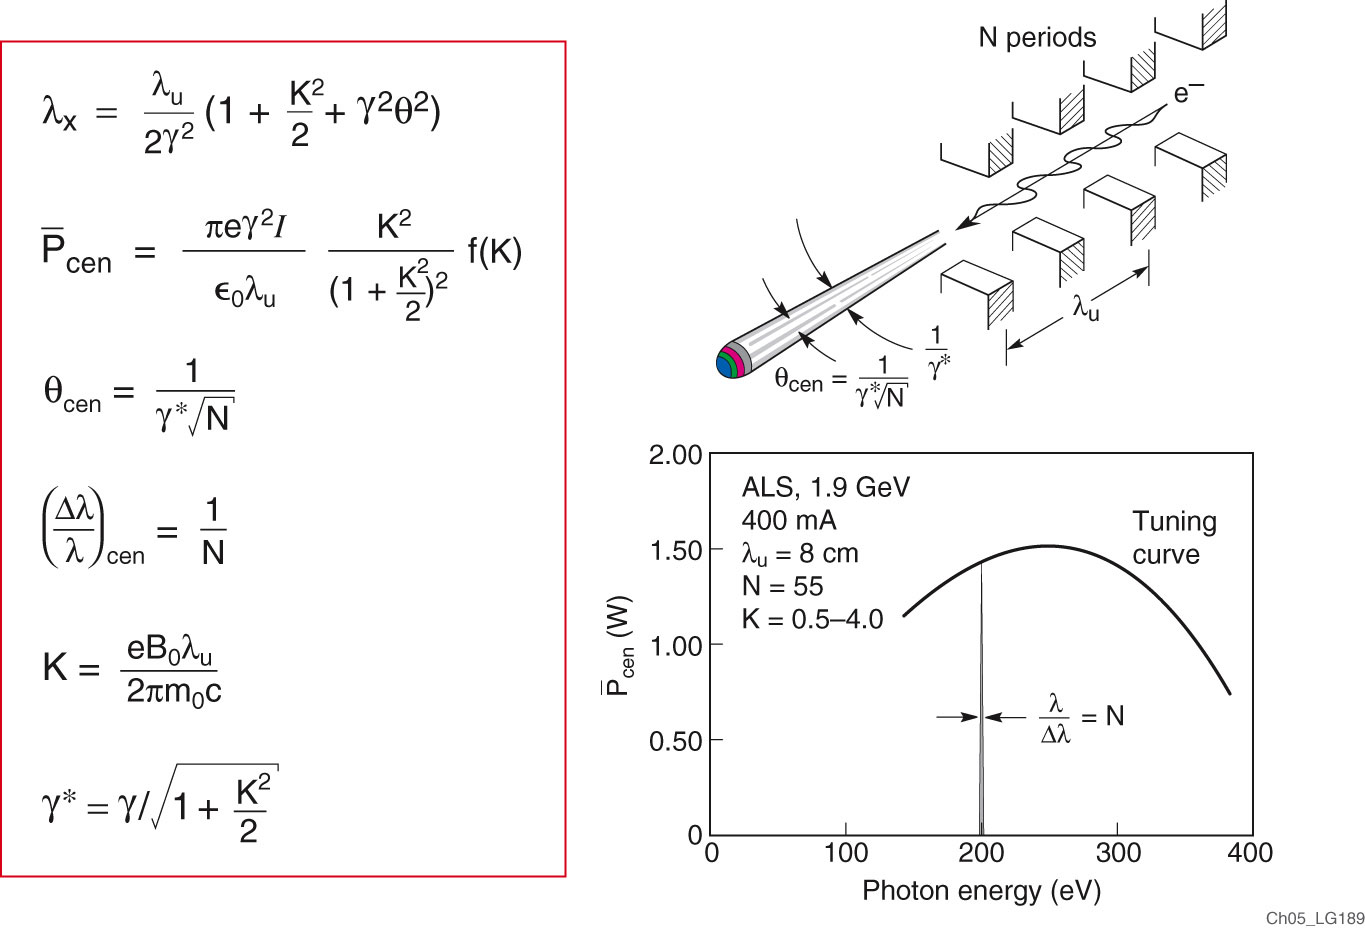 λx = λu/2γ² (1 + K²/2 + γ²θ²)
P̅cen = πeγ²I/ϵ₀λu K²/(1 + K²/2)² f(K)
θcen = 1/γ*√N
(Δλ/λ)cen = 1/N
K = eB₀λu/2πm₀c
γ* = γ/√1 + K²/2
N periods
e–
λu
1/γ*
θcen = 1/γ*√N
2.00
1.50
1.00
0.50
0
P̅cen (W)
ALS, 1.9 GeV
400 mA
λu = 8 cm
N = 55
K = 0.5–4.0
Tuning
curve
λ/Δλ = N
0 100 200 300 400
Photon energy (eV)
Ch05_LG189